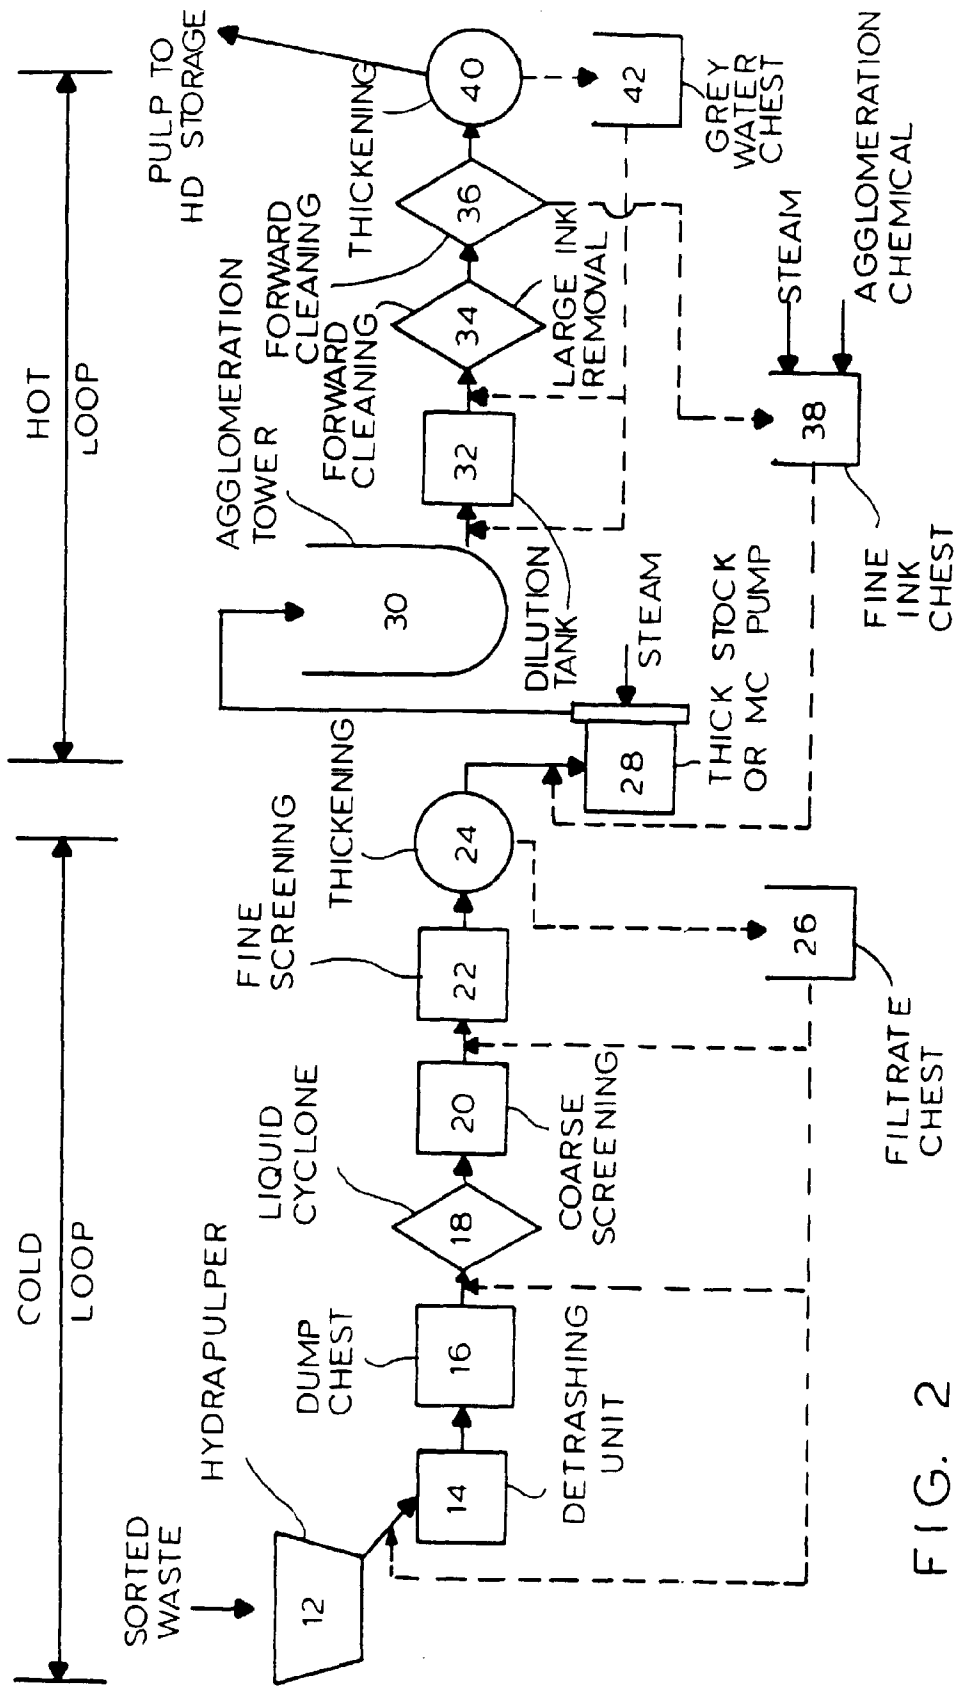 COLD
LOOP
HOT
LOOP
SORTED
WASTE
12
HYDRAPULPER
14
DETRASHING
UNIT
DUMP
CHEST
16
LIQUID
CYCLONE
18
20
COARSE
SCREENING
FINE
SCREENING
22
THICKENING
24
26
FILTRATE
CHEST
28
THICK STOCK
OR MC PUMP
STEAM
AGGLOMERATION
TOWER
30
DILUTION
TANK
32
FORWARD
CLEANING
34
LARGE INK
REMOVAL
FORWARD
CLEANING
36
THICKENING
40
PULP TO
HD STORAGE
42
GREY
WATER
CHEST
38
FINE
INK
CHEST
STEAM
AGGLOMERATION
CHEMICAL
FIG. 2